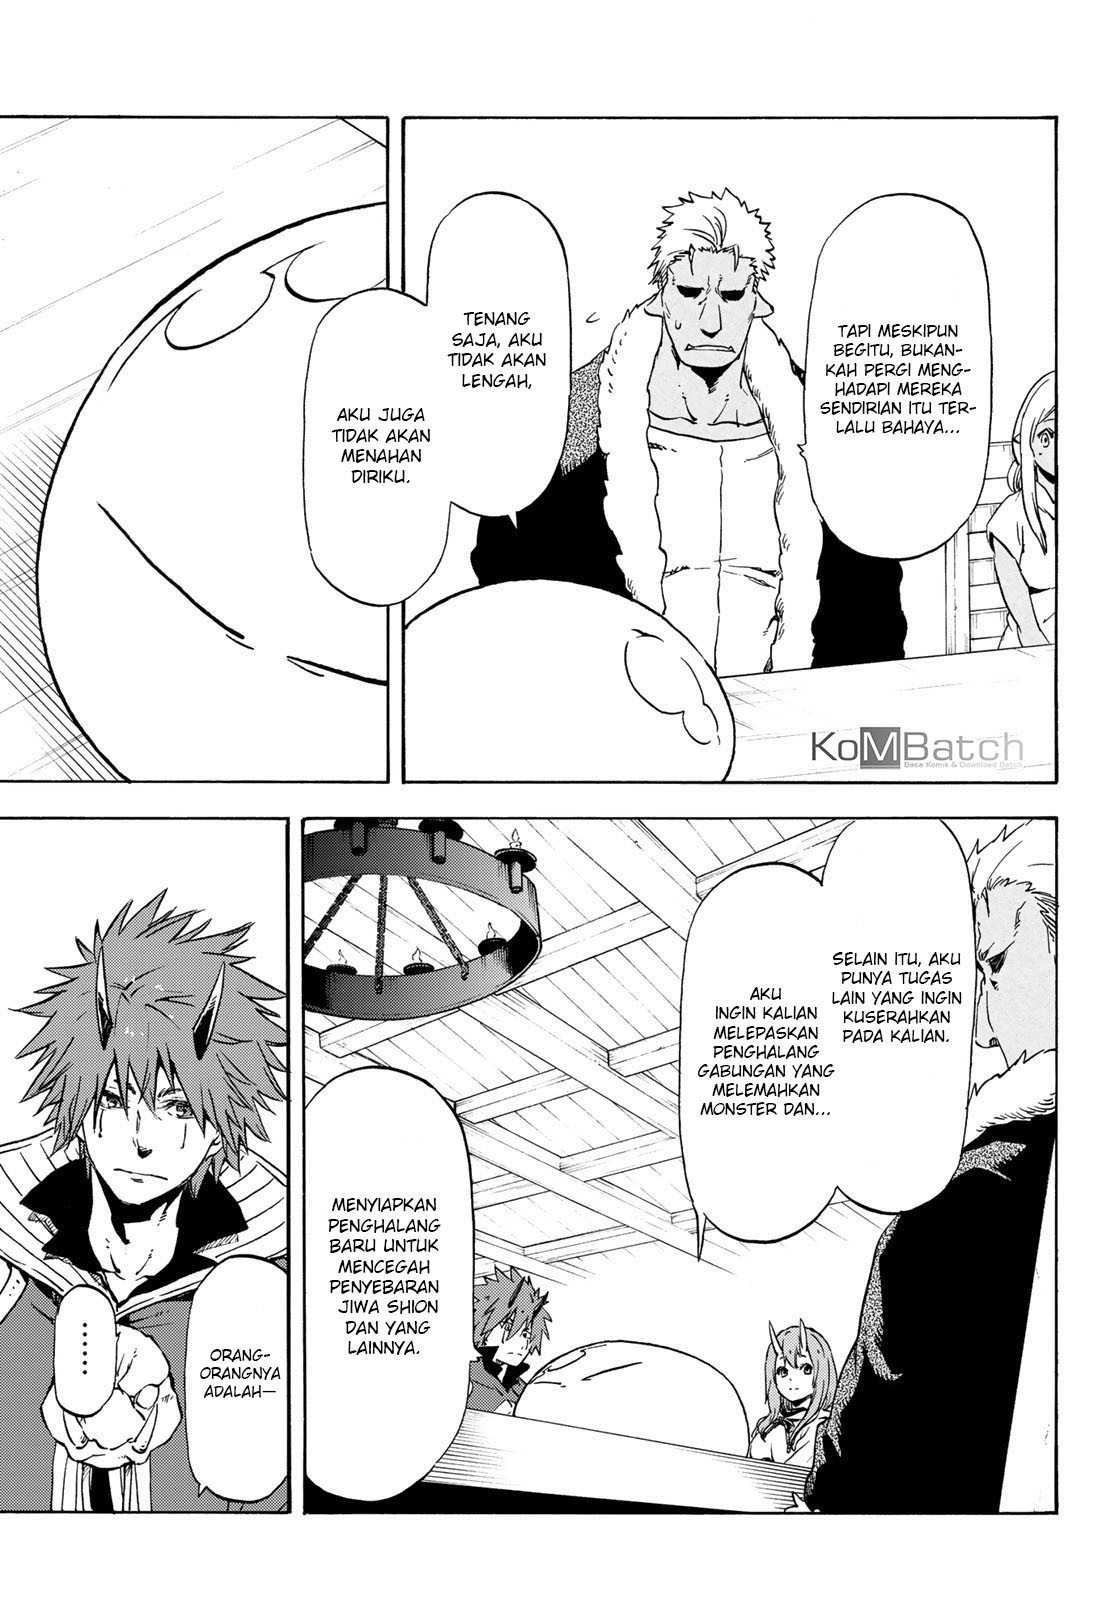 TAPI MESKIPUN
BEGITU, BUKAN-
KAH PERGI MENG-
HADAPI MEREKA
SENDIRIAN ITU TER-
LALU BAHAYA...
TENANG
SAJA, AKU
TIDAK AKAN
LENGAH,
AKU JUGA
TIDAK AKAN
MENAHAN
DIRIKU.
KoMBatch
Baca Komik & Download Batch
SELAIN ITU, AKU
PUNYA TUGAS
LAIN YANG INGIN
KUSERAHKAN
PADA KALIAN.
AKU
INGIN KALIAN
MELEPASKAN
PENGHALANG
GABUNGAN YANG
MELEMAHKAN
MONSTER DAN...
MENYIAPKAN
PENGHALANG
BARU UNTUK
MENCEGAH
PENYEBARAN
JIWA SHION
DAN YANG
LAINNYA.
ORANG-
ORANGNYA
ADALAH—
......